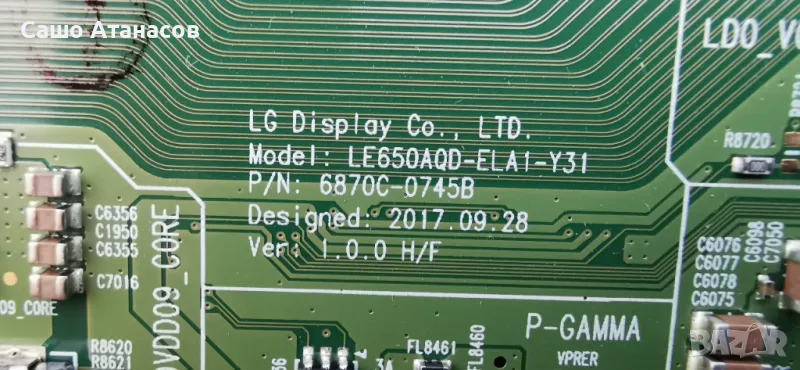 Сашо Атанасов
LDO_V
LG Display Co., LTD.
Model: LE650AQD-ELA1-Y31
P/N: 6870C-0745B
Designed: 2017.09.28
Ver: 1.0.0 H/F
R8720
C6356
C1950
C6355
C7016
09_CORE
OVDD09_CORE
C6076
C6077
C6078
C6075
C6098
C7050
P-GAMMA
VPRER
R8620
R8621
FL8461
FL8460
bazar